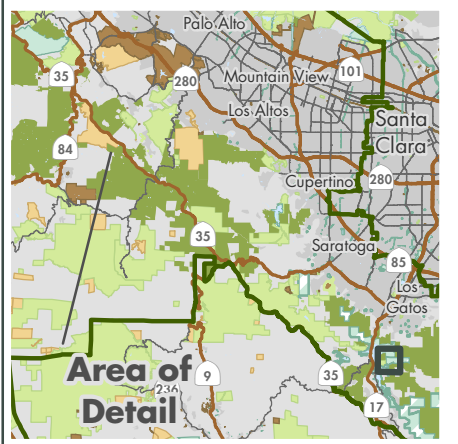 Palo Alto
35
280
Mountain View
101
Los Altos
Santa
Clara
84
Cupertino
280
35
Saratoga
85
Los
Gatos
Area of
Detail
236
9
35
17